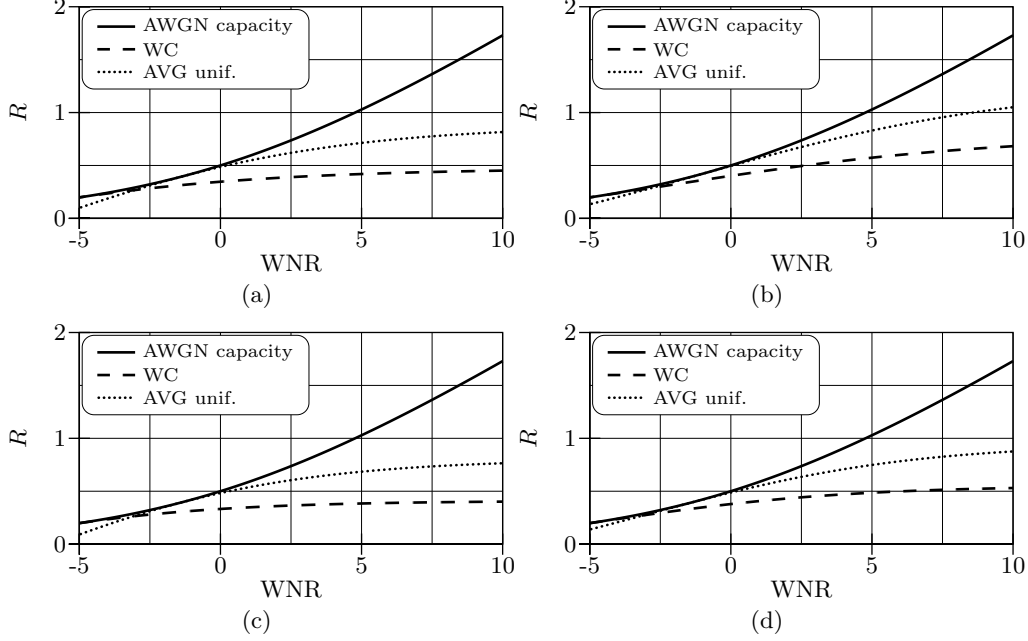 2
AWGN capacity
WC
AVG unif.
R
1
0
-5
0
5
10
WNR
(a)
2
AWGN capacity
WC
AVG unif.
R
1
0
-5
0
5
10
WNR
(b)
2
AWGN capacity
WC
AVG unif.
R
1
0
-5
0
5
10
WNR
(c)
2
AWGN capacity
WC
AVG unif.
R
1
0
-5
0
5
10
WNR
(d)